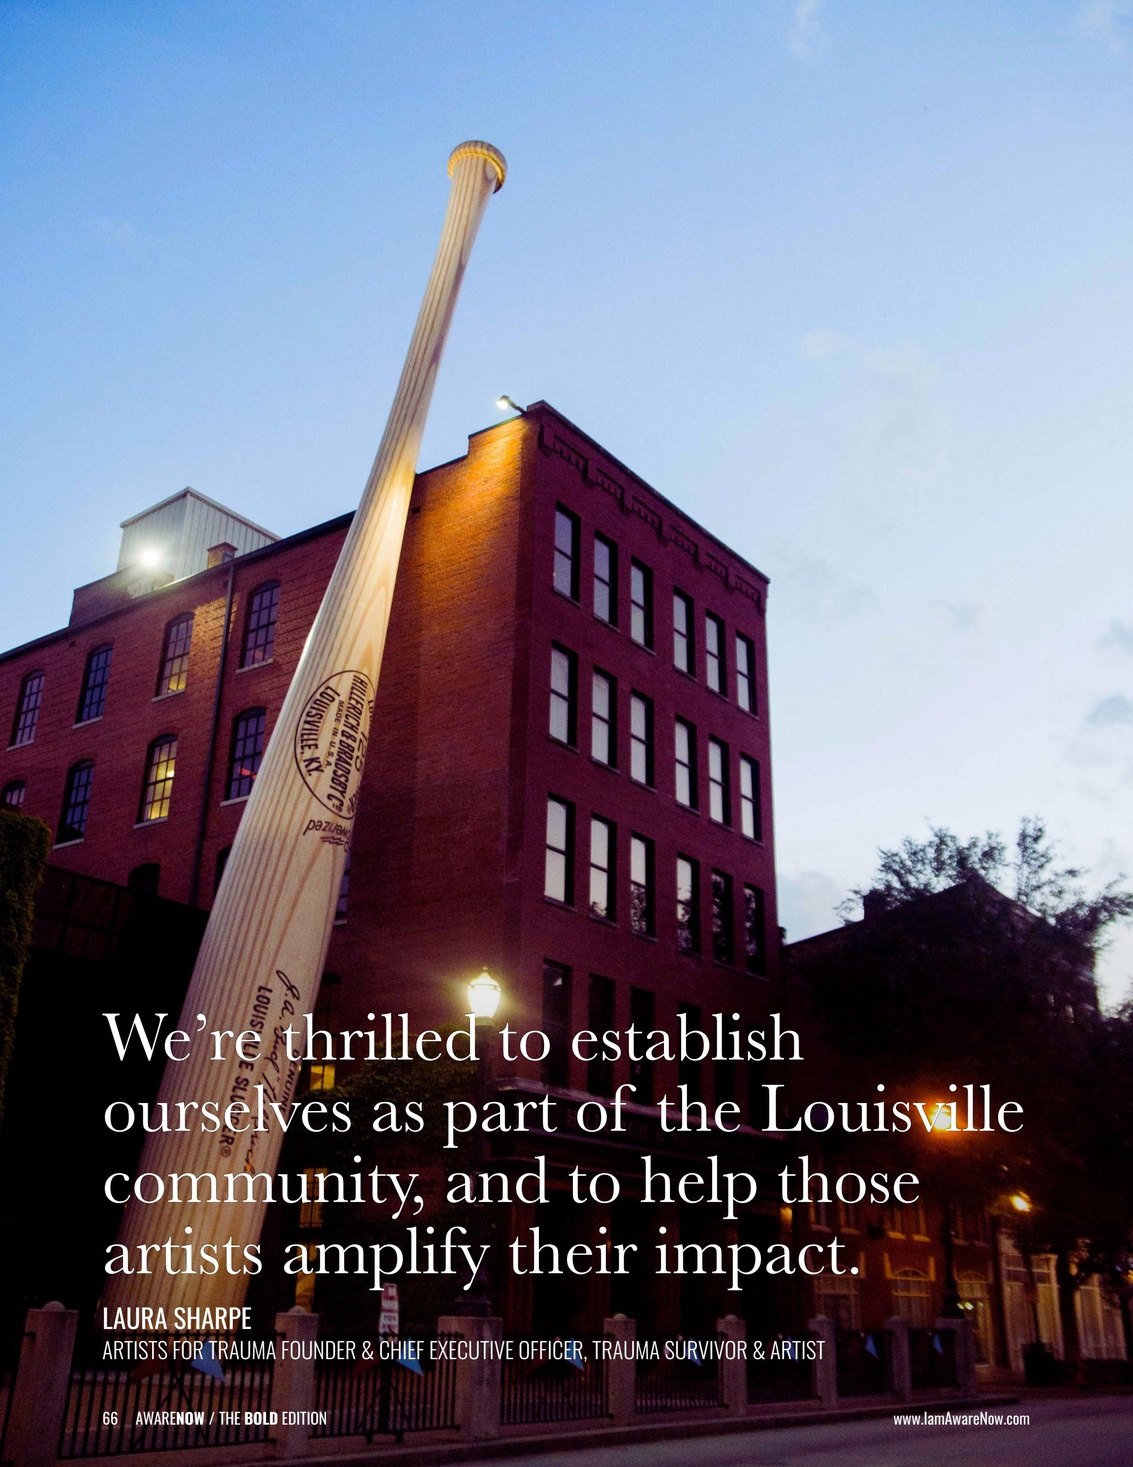 HILLERICH & BRADSBY Co
MADE IN U.S.A.
LOUISVILLE, KY.
We’re thrilled to establish
ourselves as part of the Louisville
community, and to help those
artists amplify their impact.
LAURA SHARPE
ARTISTS FOR TRAUMA FOUNDER & CHIEF EXECUTIVE OFFICER, TRAUMA SURVIVOR & ARTIST
66 AWARENOW / THE BOLD EDITION
www.IamAwareNow.com